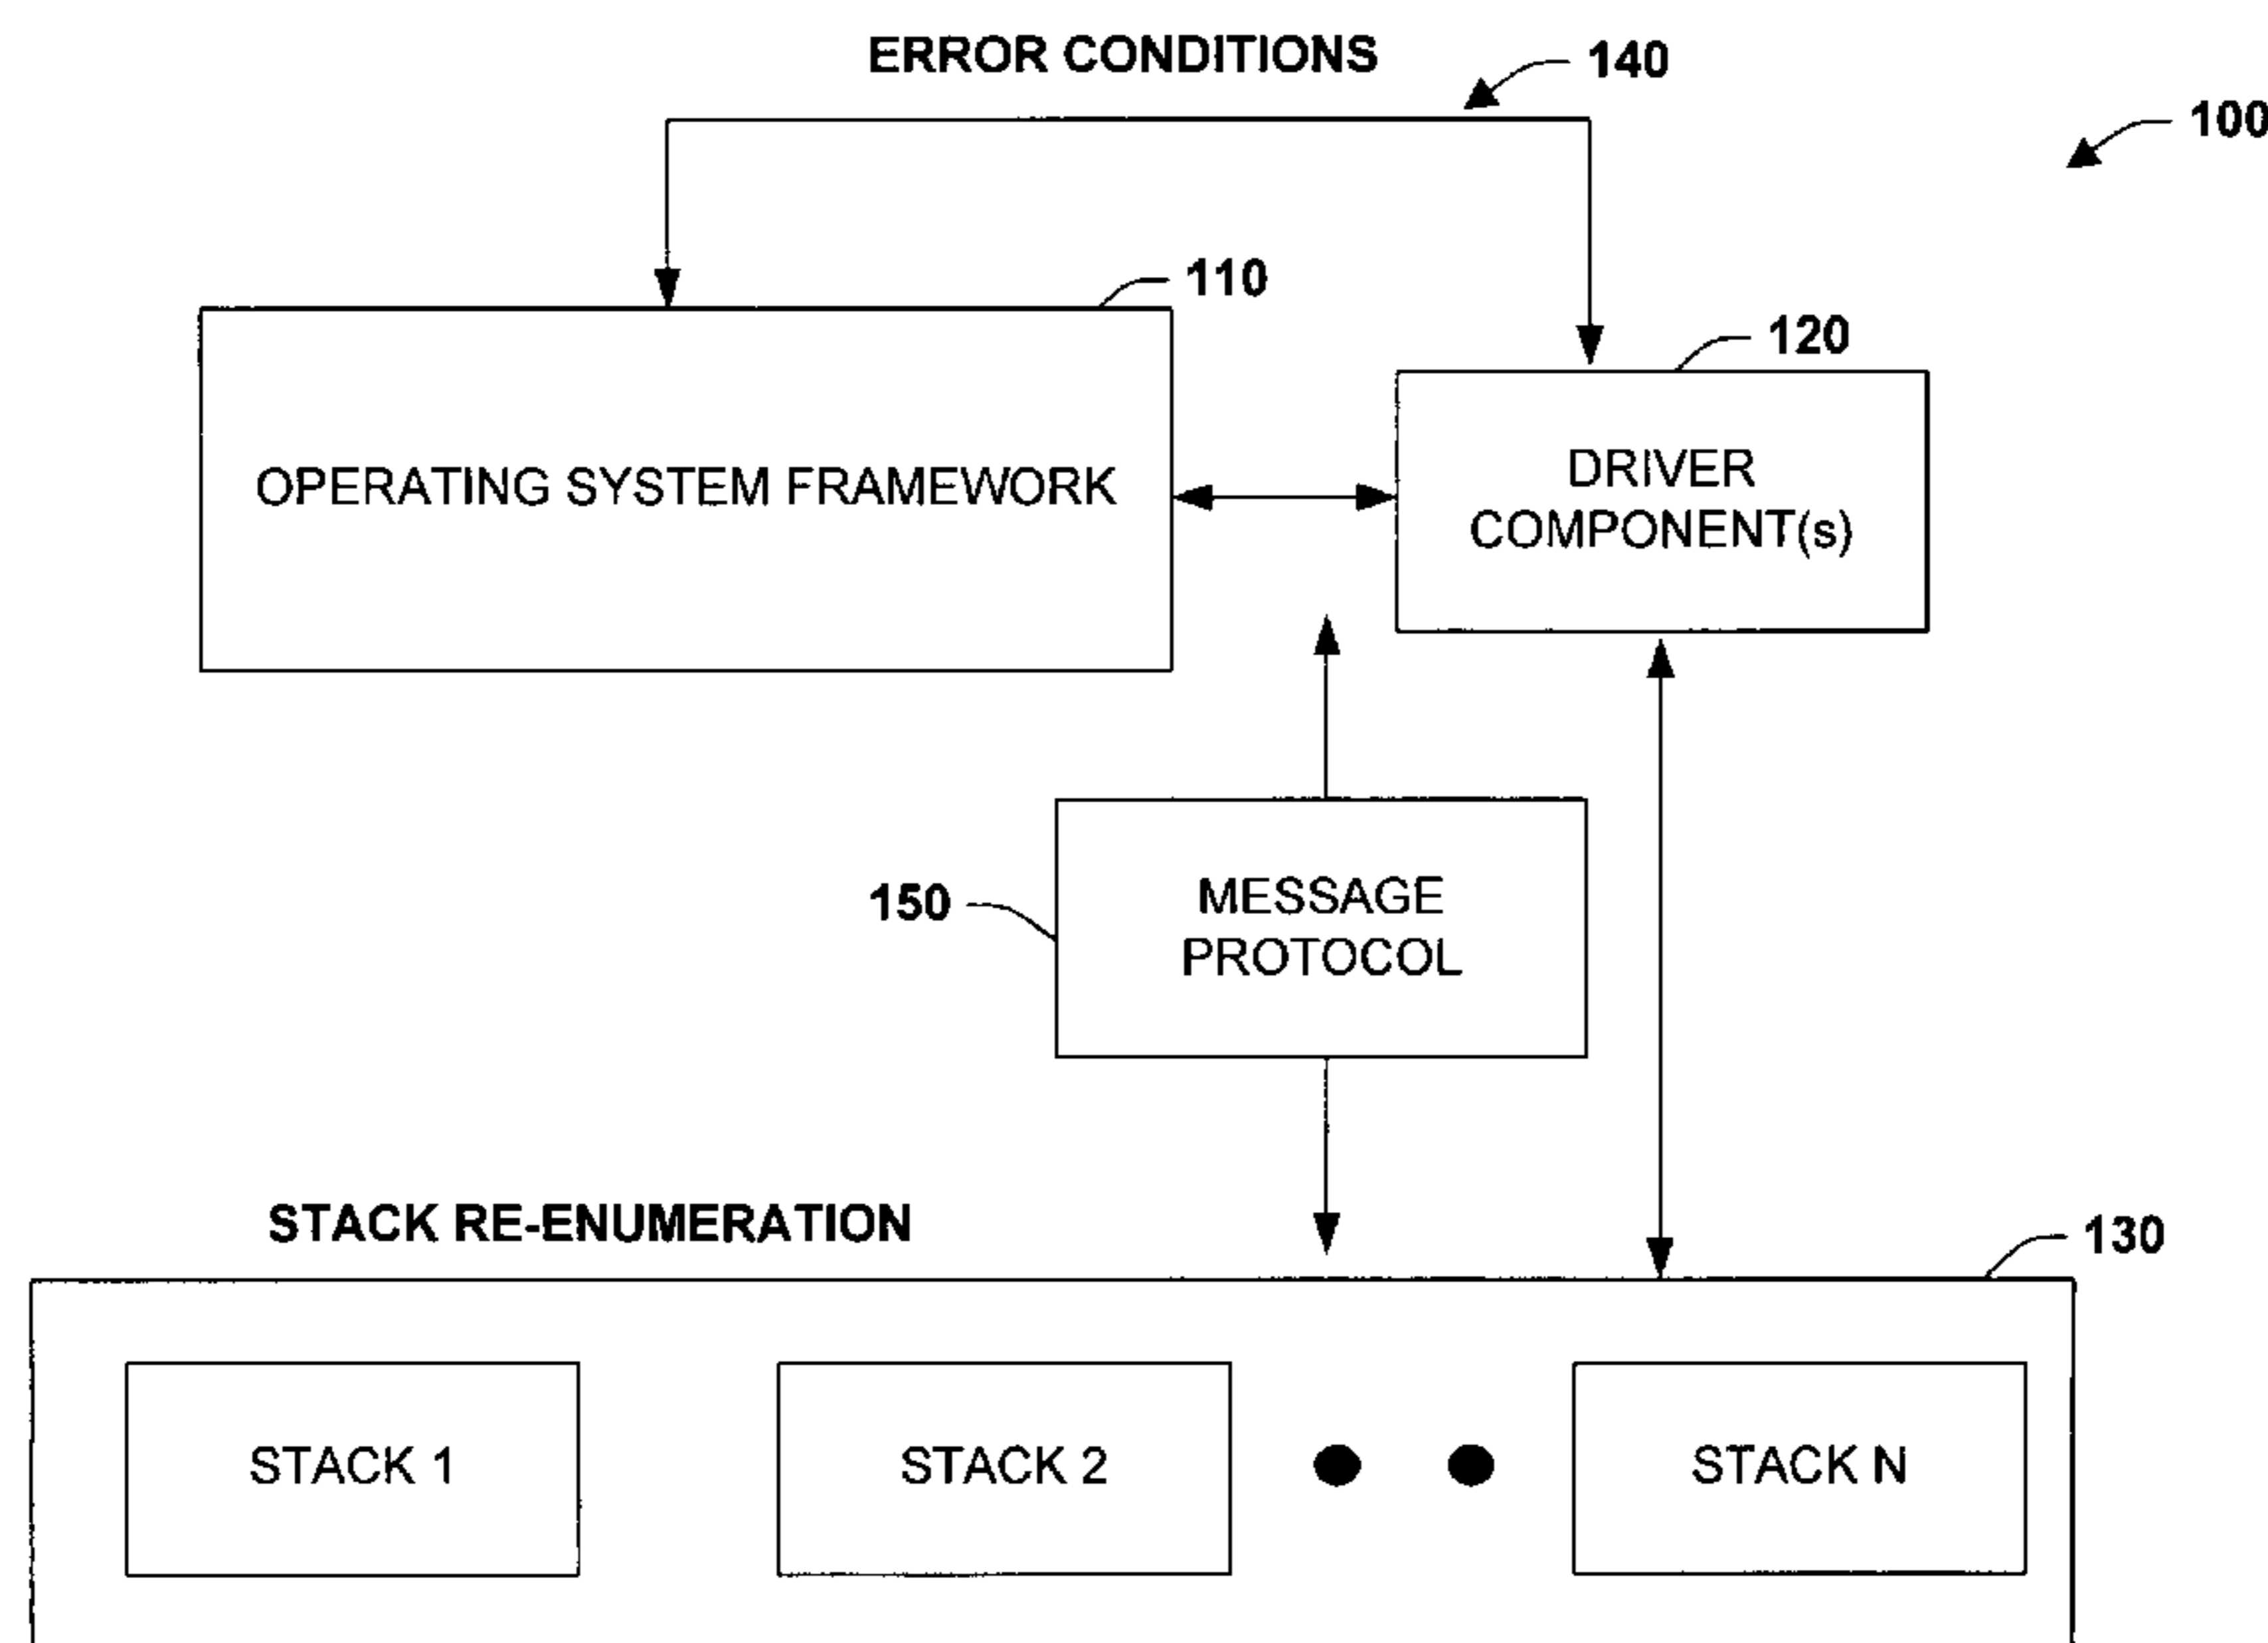 ERROR CONDITIONS
140
100
110
120
OPERATING SYSTEM FRAMEWORK
DRIVER
COMPONENT(s)
150
MESSAGE
PROTOCOL
STACK RE-ENUMERATION
130
STACK 1
STACK 2
STACK N